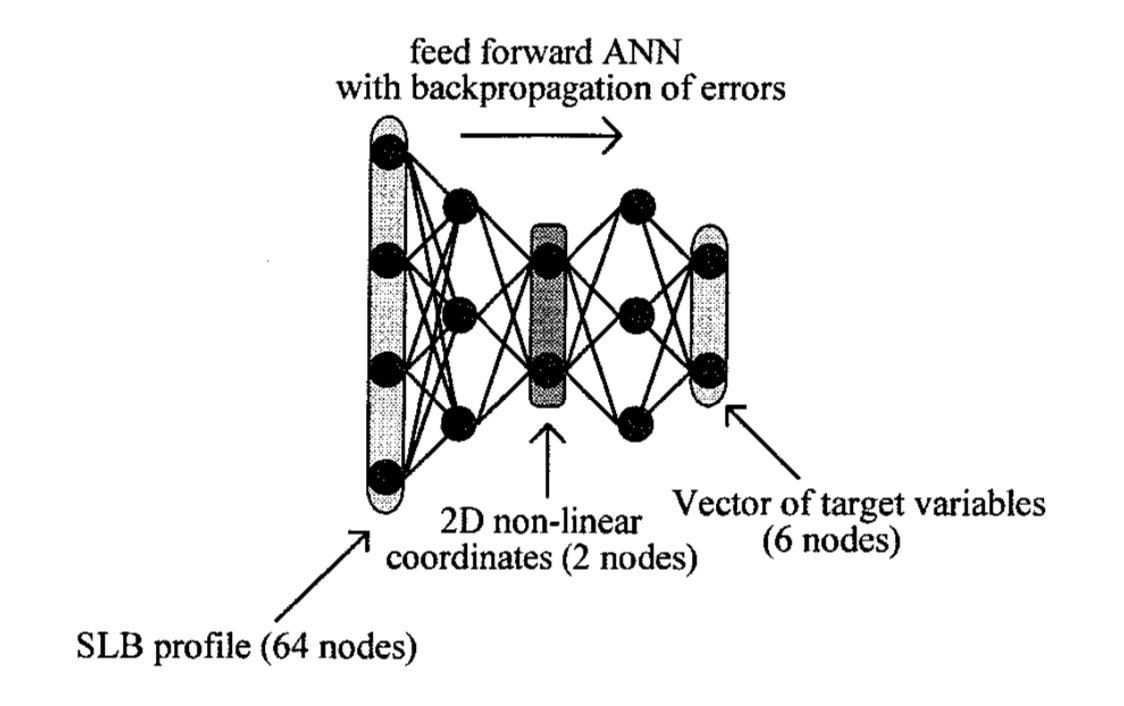 feed forward ANN
with backpropagation of errors
2D non-linear
coordinates (2 nodes)
Vector of target variables
(6 nodes)
SLB profile (64 nodes)